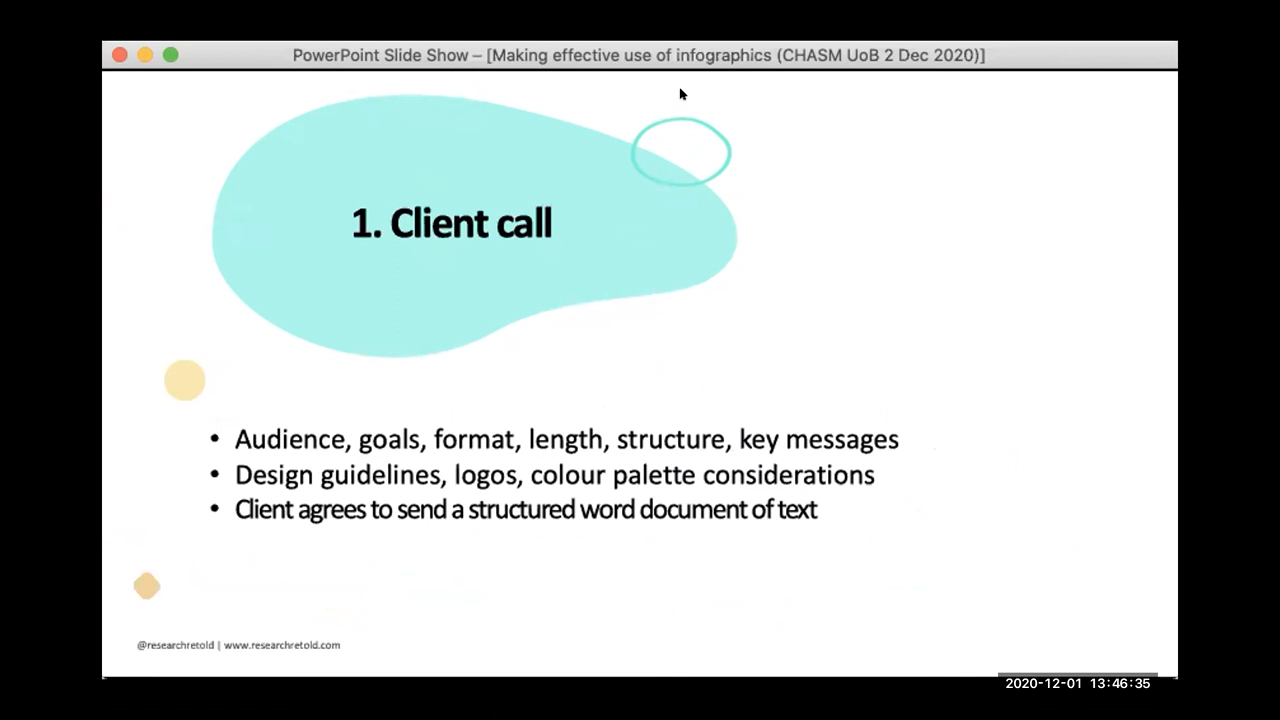 PowerPoint Slide Show – [Making effective use of infographics (CHASM UoB 2 Dec 2020)]
1. Client call
• Audience, goals, format, length, structure, key messages
• Design guidelines, logos, colour palette considerations
• Client agrees to send a structured word document of text
@researchretold | www.researchretold.com
2020-12-01 13:46:35